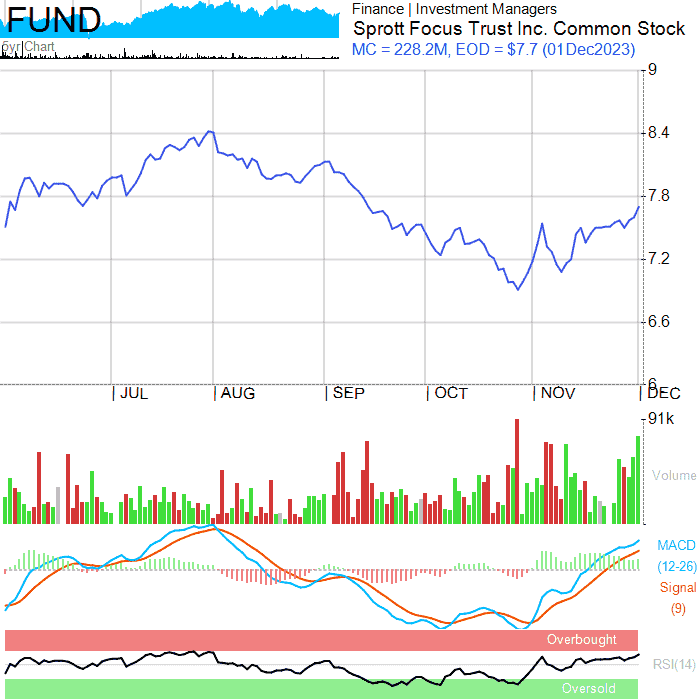 FUND
5yr Chart
Finance | Investment Managers
Sprott Focus Trust Inc. Common Stock
MC = 228.2M, EOD = $7.7 (01Dec2023)
9
8.4
7.8
7.2
6.6
6
JUL AUG SEP OCT NOV DEC
91k
Volume
MACD
(12-26)
Signal
(9)
Overbought
RSI(14)
Oversold